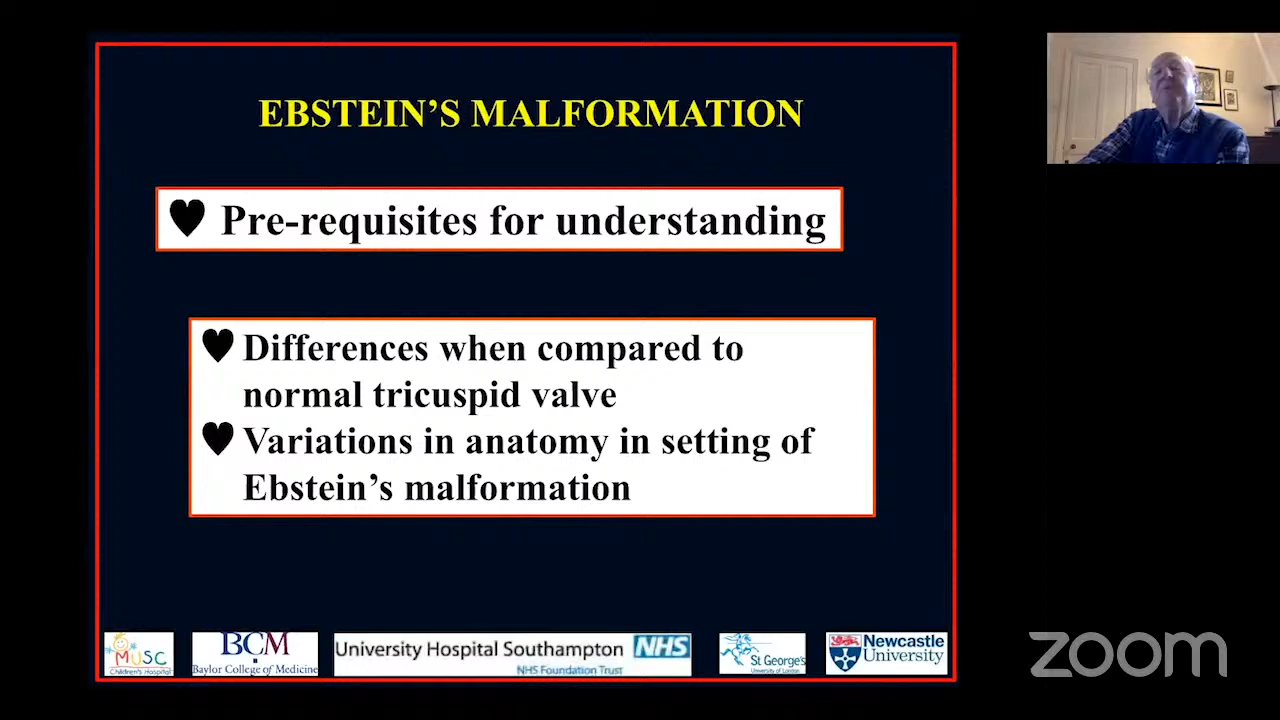 EBSTEIN’S MALFORMATION
Pre-requisites for understanding
Differences when compared to
normal tricuspid valve
Variations in anatomy in setting of
Ebstein’s malformation
MUSC
Children's Hospital
BCM
Baylor College of Medicine
University Hospital Southampton NHS
NHS Foundation Trust
St George's
University of London
Newcastle
University
zoom